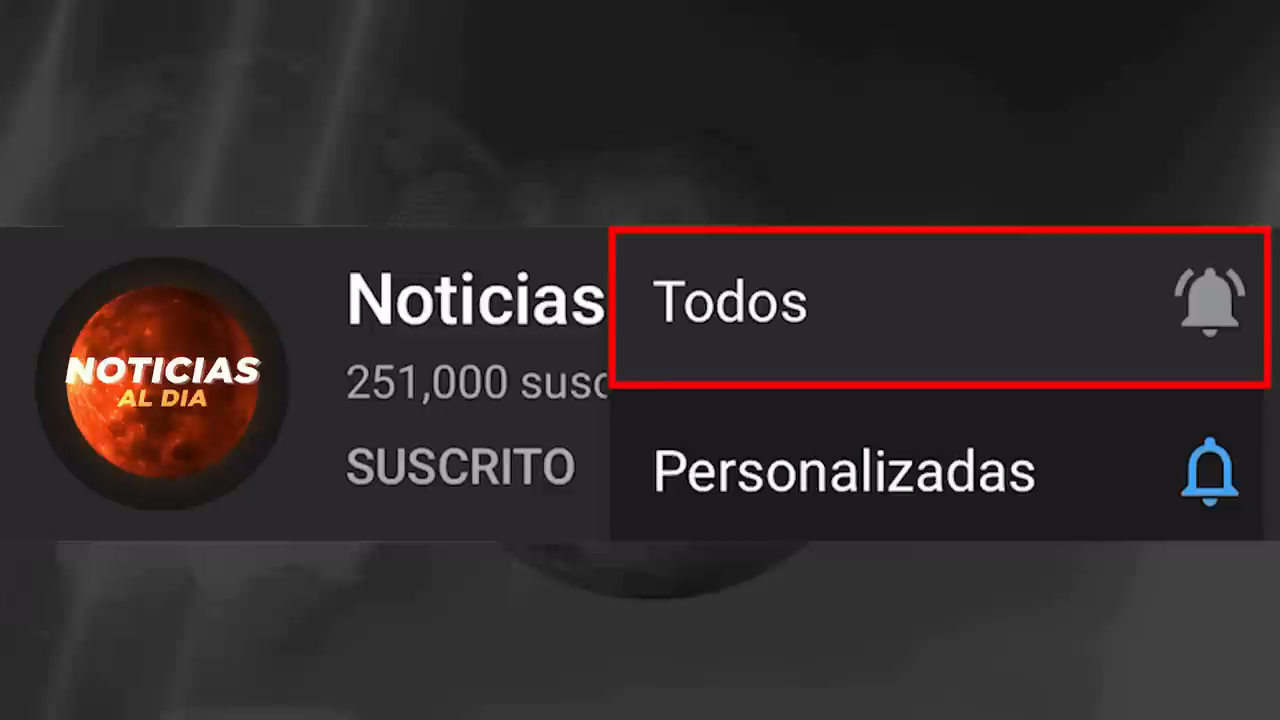 NOTICIAS
AL DIA
Noticias
251,000 susc
SUSCRITO
Todos
Personalizadas